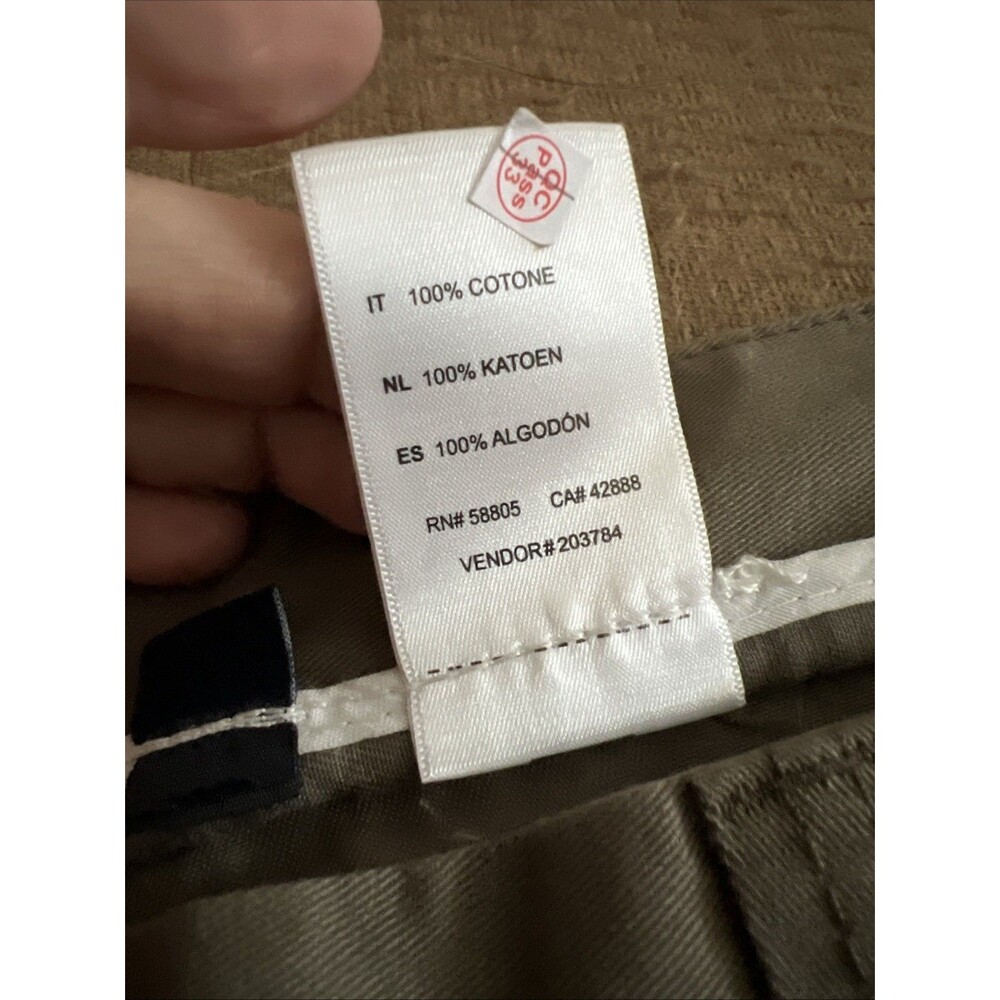 QC
Pass
33
IT 100% COTONE
NL 100% KATOEN
ES 100% ALGODÓN
RN# 58805 CA# 42888
VENDOR# 203784